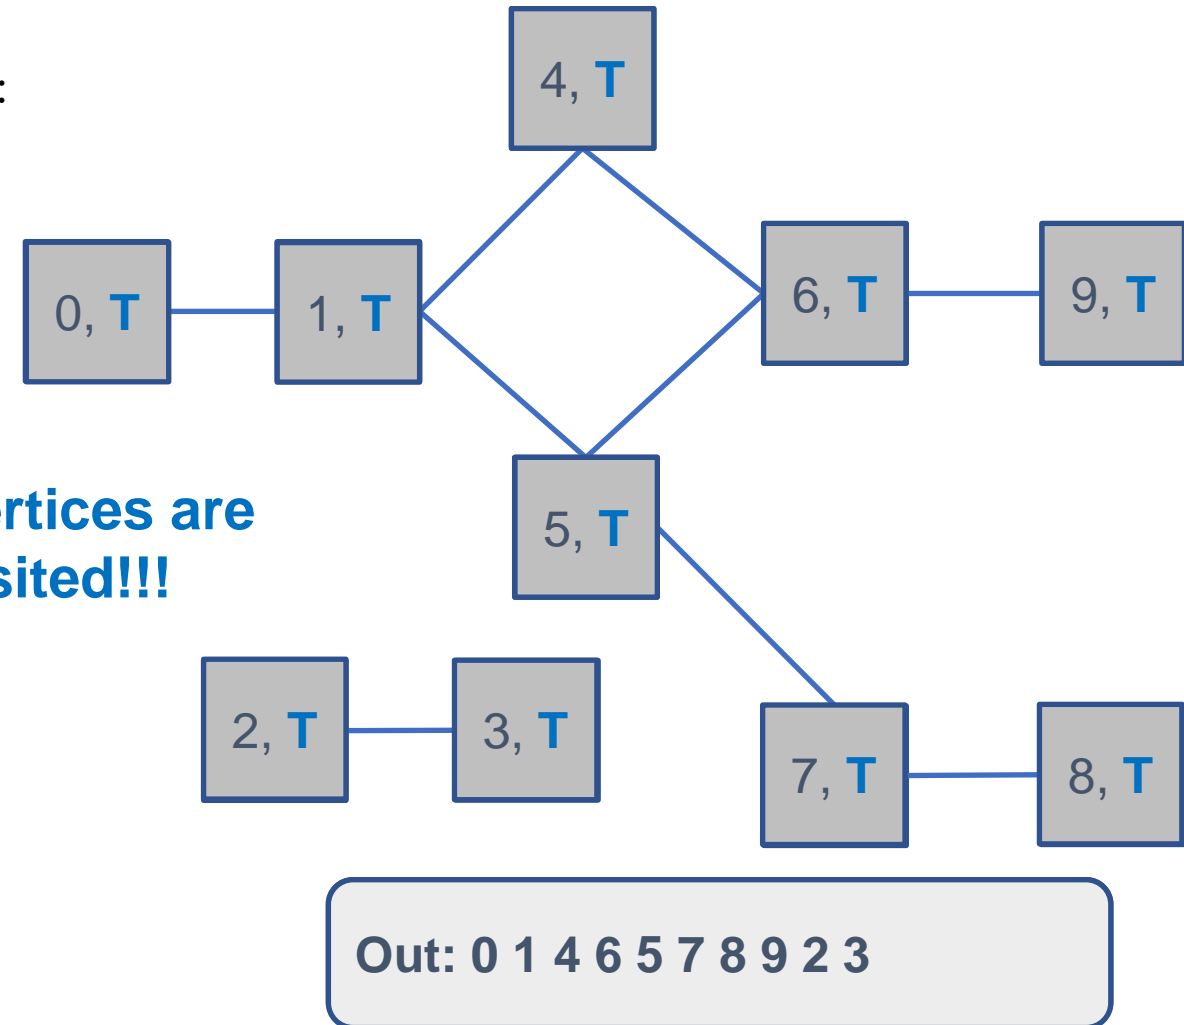 :
4, T
0, T
1, T
6, T
9, T
5, T
2, T
3, T
7, T
8, T
ertices are
sited!!!
Out: 0 1 4 6 5 7 8 9 2 3